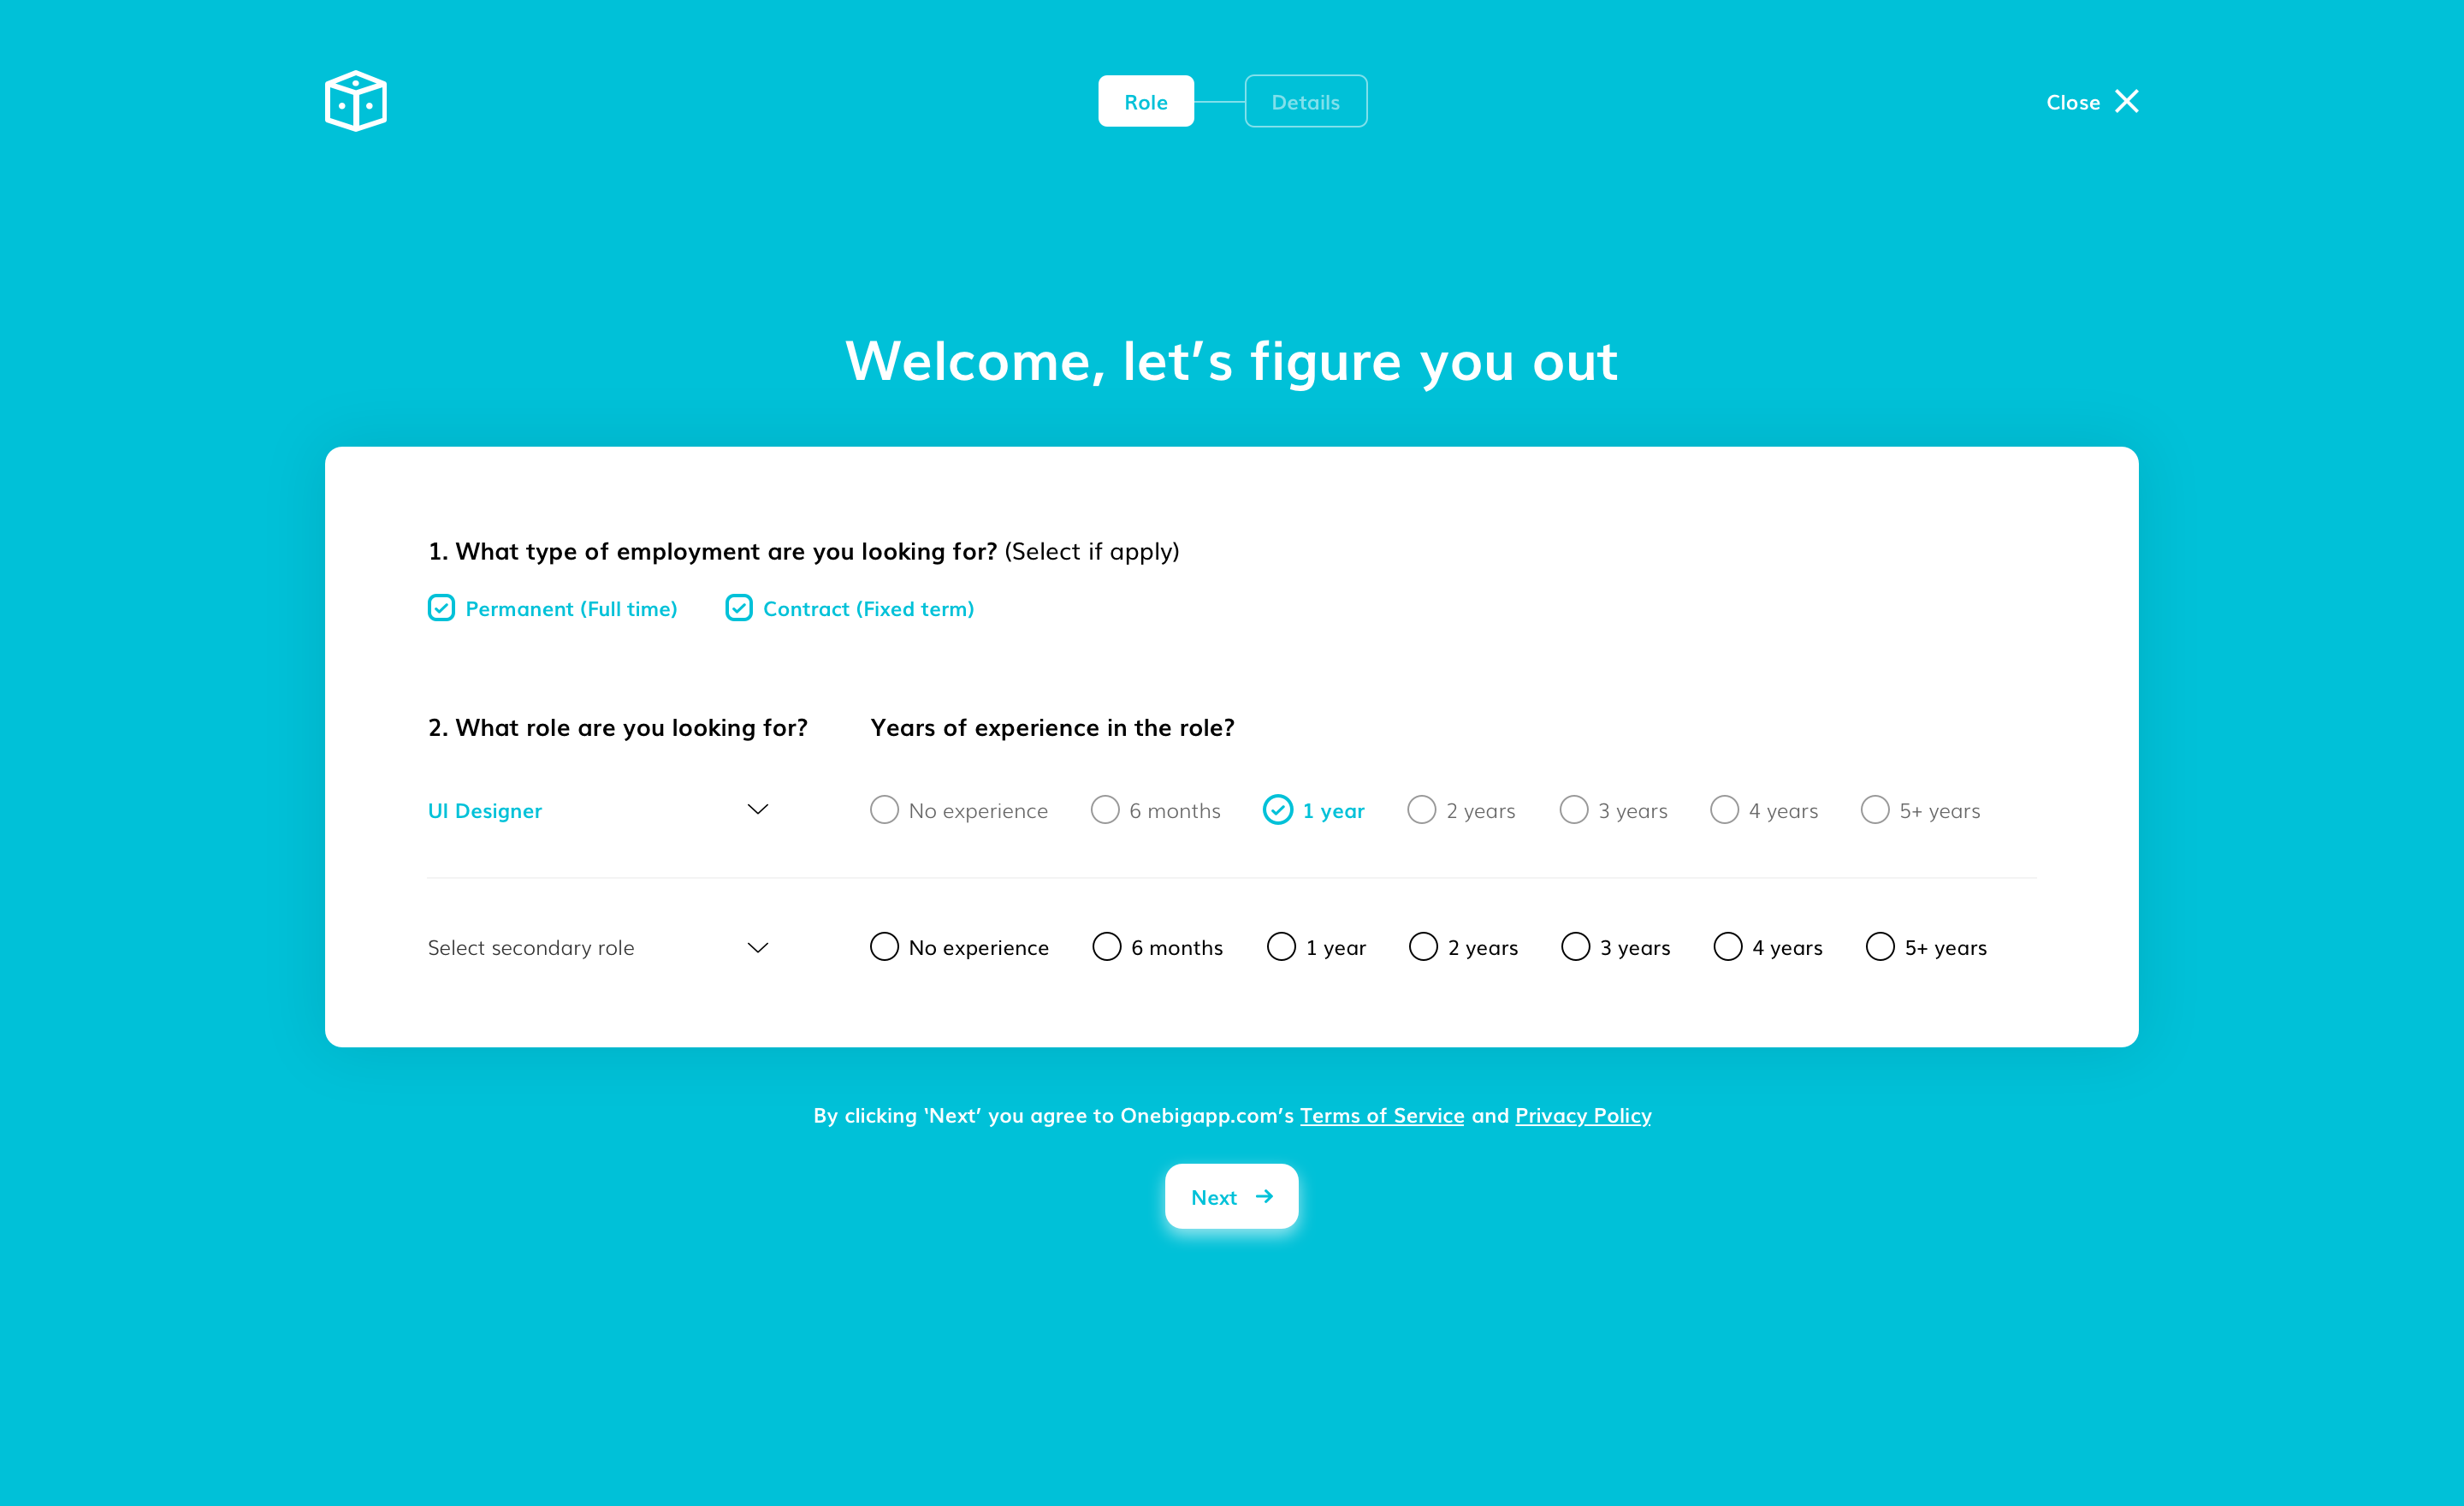 Role
Details
Close
Welcome, let’s figure you out
1. What type of employment are you looking for? (Select if apply)
Permanent (Full time) Contract (Fixed term)
2. What role are you looking for? Years of experience in the role?
UI Designer No experience 6 months 1 year 2 years 3 years 4 years 5+ years
Select secondary role No experience 6 months 1 year 2 years 3 years 4 years 5+ years
By clicking ‘Next’ you agree to Onebigapp.com’s Terms of Service and Privacy Policy
Next